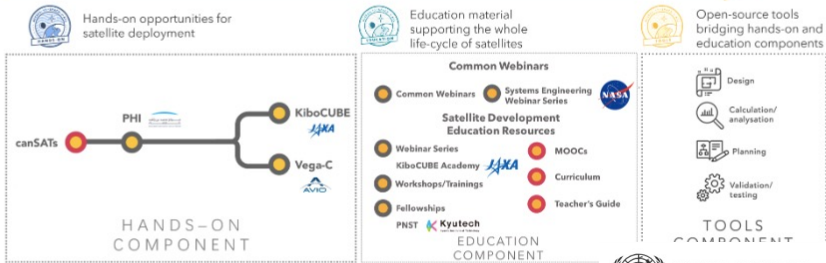 Hands-on opportunities for
satellite deployment
Education material
supporting the whole
life-cycle of satellites
Open-source tools
bridging hands-on and
education components
canSATs
PHI
KiboCUBE
JAXA
Vega-C
AVIO
HANDS–ON
COMPONENT
Common Webinars
Common Webinars
Systems Engineering
Webinar Series
NASA
Satellite Development
Education Resources
Webinar Series
KiboCUBE Academy
JAXA
Workshops/Trainings
Fellowships
PNST
Kyutech
MOOCs
Curriculum
Teacher's Guide
EDUCATION
COMPONENT
Design
Calculation/
analysation
Planning
Validation/
testing
TOOLS
COMPONENT